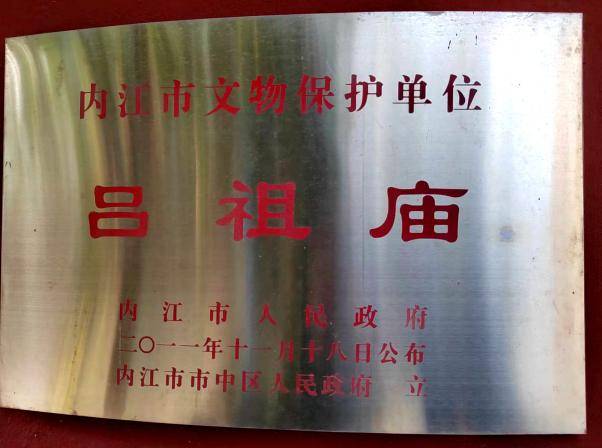 内江市文物保护单位
吕祖庙
内江市人民政府
二〇一一年十一月十八日公布
内江市市中区人民政府 立